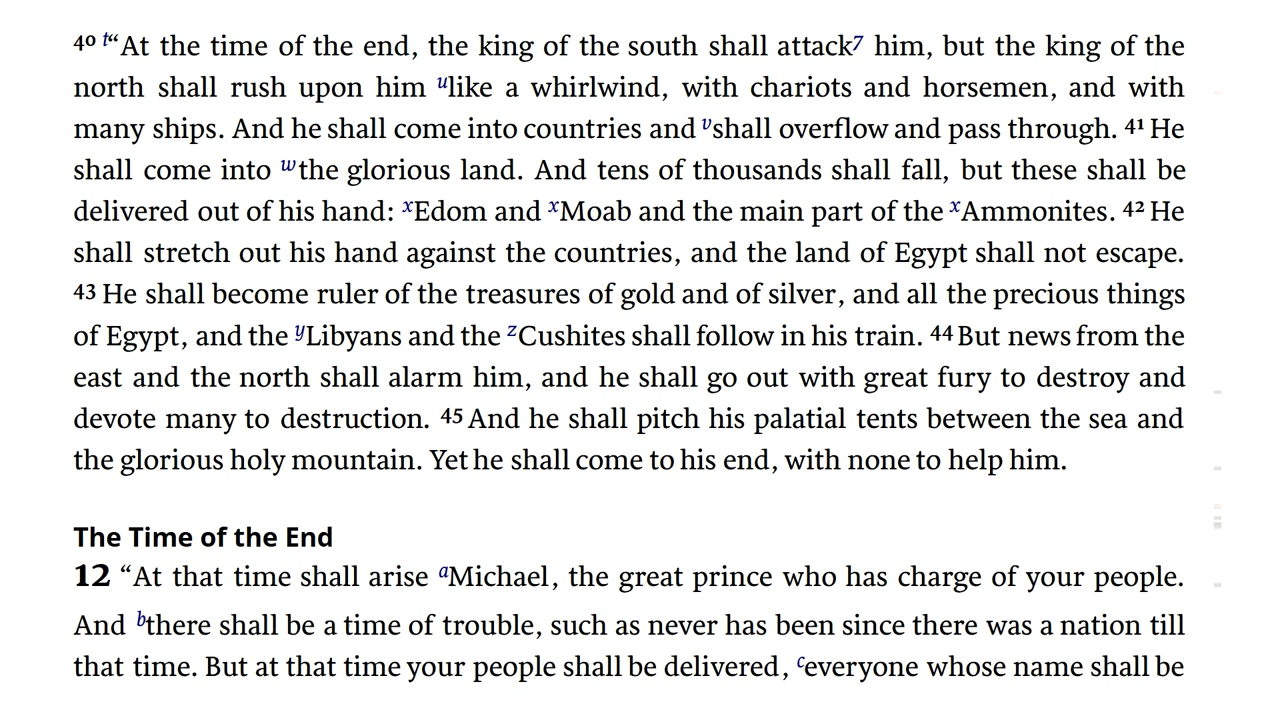 40 t“At the time of the end, the king of the south shall attack7 him, but the king of the
north shall rush upon him ulike a whirlwind, with chariots and horsemen, and with
many ships. And he shall come into countries and vshall overflow and pass through. 41 He
shall come into wthe glorious land. And tens of thousands shall fall, but these shall be
delivered out of his hand: xEdom and xMoab and the main part of the xAmmonites. 42 He
shall stretch out his hand against the countries, and the land of Egypt shall not escape.
43 He shall become ruler of the treasures of gold and of silver, and all the precious things
of Egypt, and the yLibyans and the zCushites shall follow in his train. 44 But news from the
east and the north shall alarm him, and he shall go out with great fury to destroy and
devote many to destruction. 45 And he shall pitch his palatial tents between the sea and
the glorious holy mountain. Yet he shall come to his end, with none to help him.
The Time of the End
12 “At that time shall arise aMichael, the great prince who has charge of your people.
And bthere shall be a time of trouble, such as never has been since there was a nation till
that time. But at that time your people shall be delivered, ceveryone whose name shall be